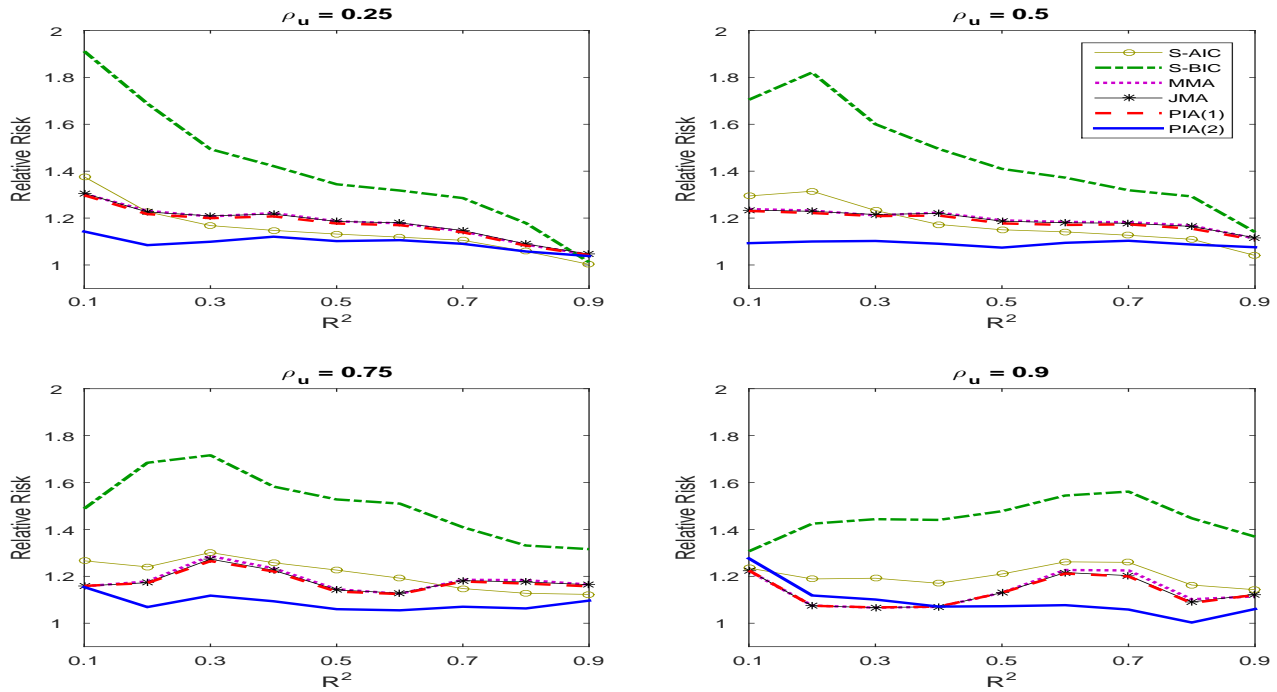 ρ_u = 0.25
2
1.8
1.6
1.4
1.2
1
Relative Risk
0.1 0.3 0.5 0.7 0.9
R²
ρ_u = 0.5
2
1.8
1.6
1.4
1.2
1
Relative Risk
0.1 0.3 0.5 0.7 0.9
R²
S-AIC
S-BIC
MMA
JMA
PIA(1)
PIA(2)
ρ_u = 0.75
2
1.8
1.6
1.4
1.2
1
Relative Risk
0.1 0.3 0.5 0.7 0.9
R²
ρ_u = 0.9
2
1.8
1.6
1.4
1.2
1
Relative Risk
0.1 0.3 0.5 0.7 0.9
R²